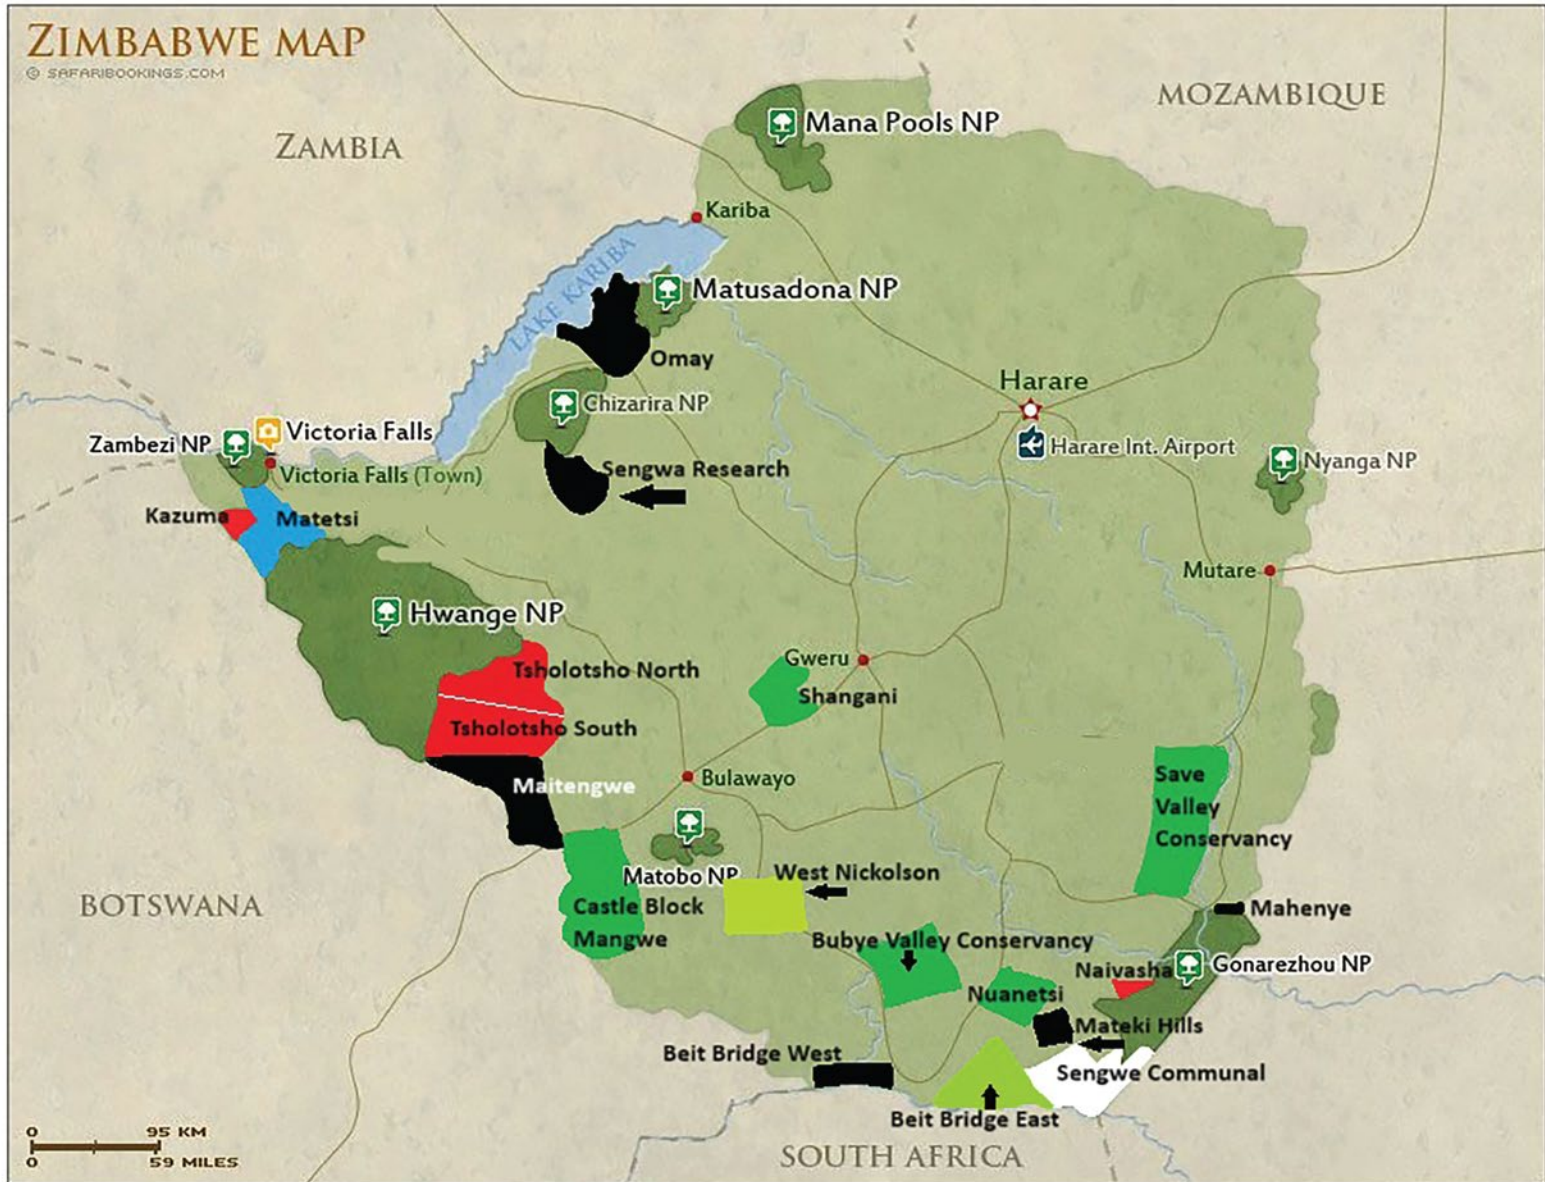 ZIMBABWE MAP
© SAFARIBOOKINGS.COM
MOZAMBIQUE
Mana Pools NP
ZAMBIA
Kariba
LAKE KARIBA
Matusadona NP
Omay
Harare
Chizarira NP
Victoria Falls
Zambezi NP
Harare Int. Airport
Nyanga NP
Victoria Falls (Town)
Sengwa Research
Kazuma
Matetsi
Mutare
Hwange NP
Gweru
Tsholotsho North
Shangani
Tsholotsho South
Bulawayo
Maitengwe
Save
Valley
Conservancy
Matobo NP
West Nickolson
BOTSWANA
Castle Block
Mangwe
Mahenye
Bubye Valley Conservancy
Gonarezhou NP
Naivasha
Nuanetsi
Mateki Hills
Beit Bridge West
Sengwe Communal
Beit Bridge East
0 95 KM
0 59 MILES
SOUTH AFRICA